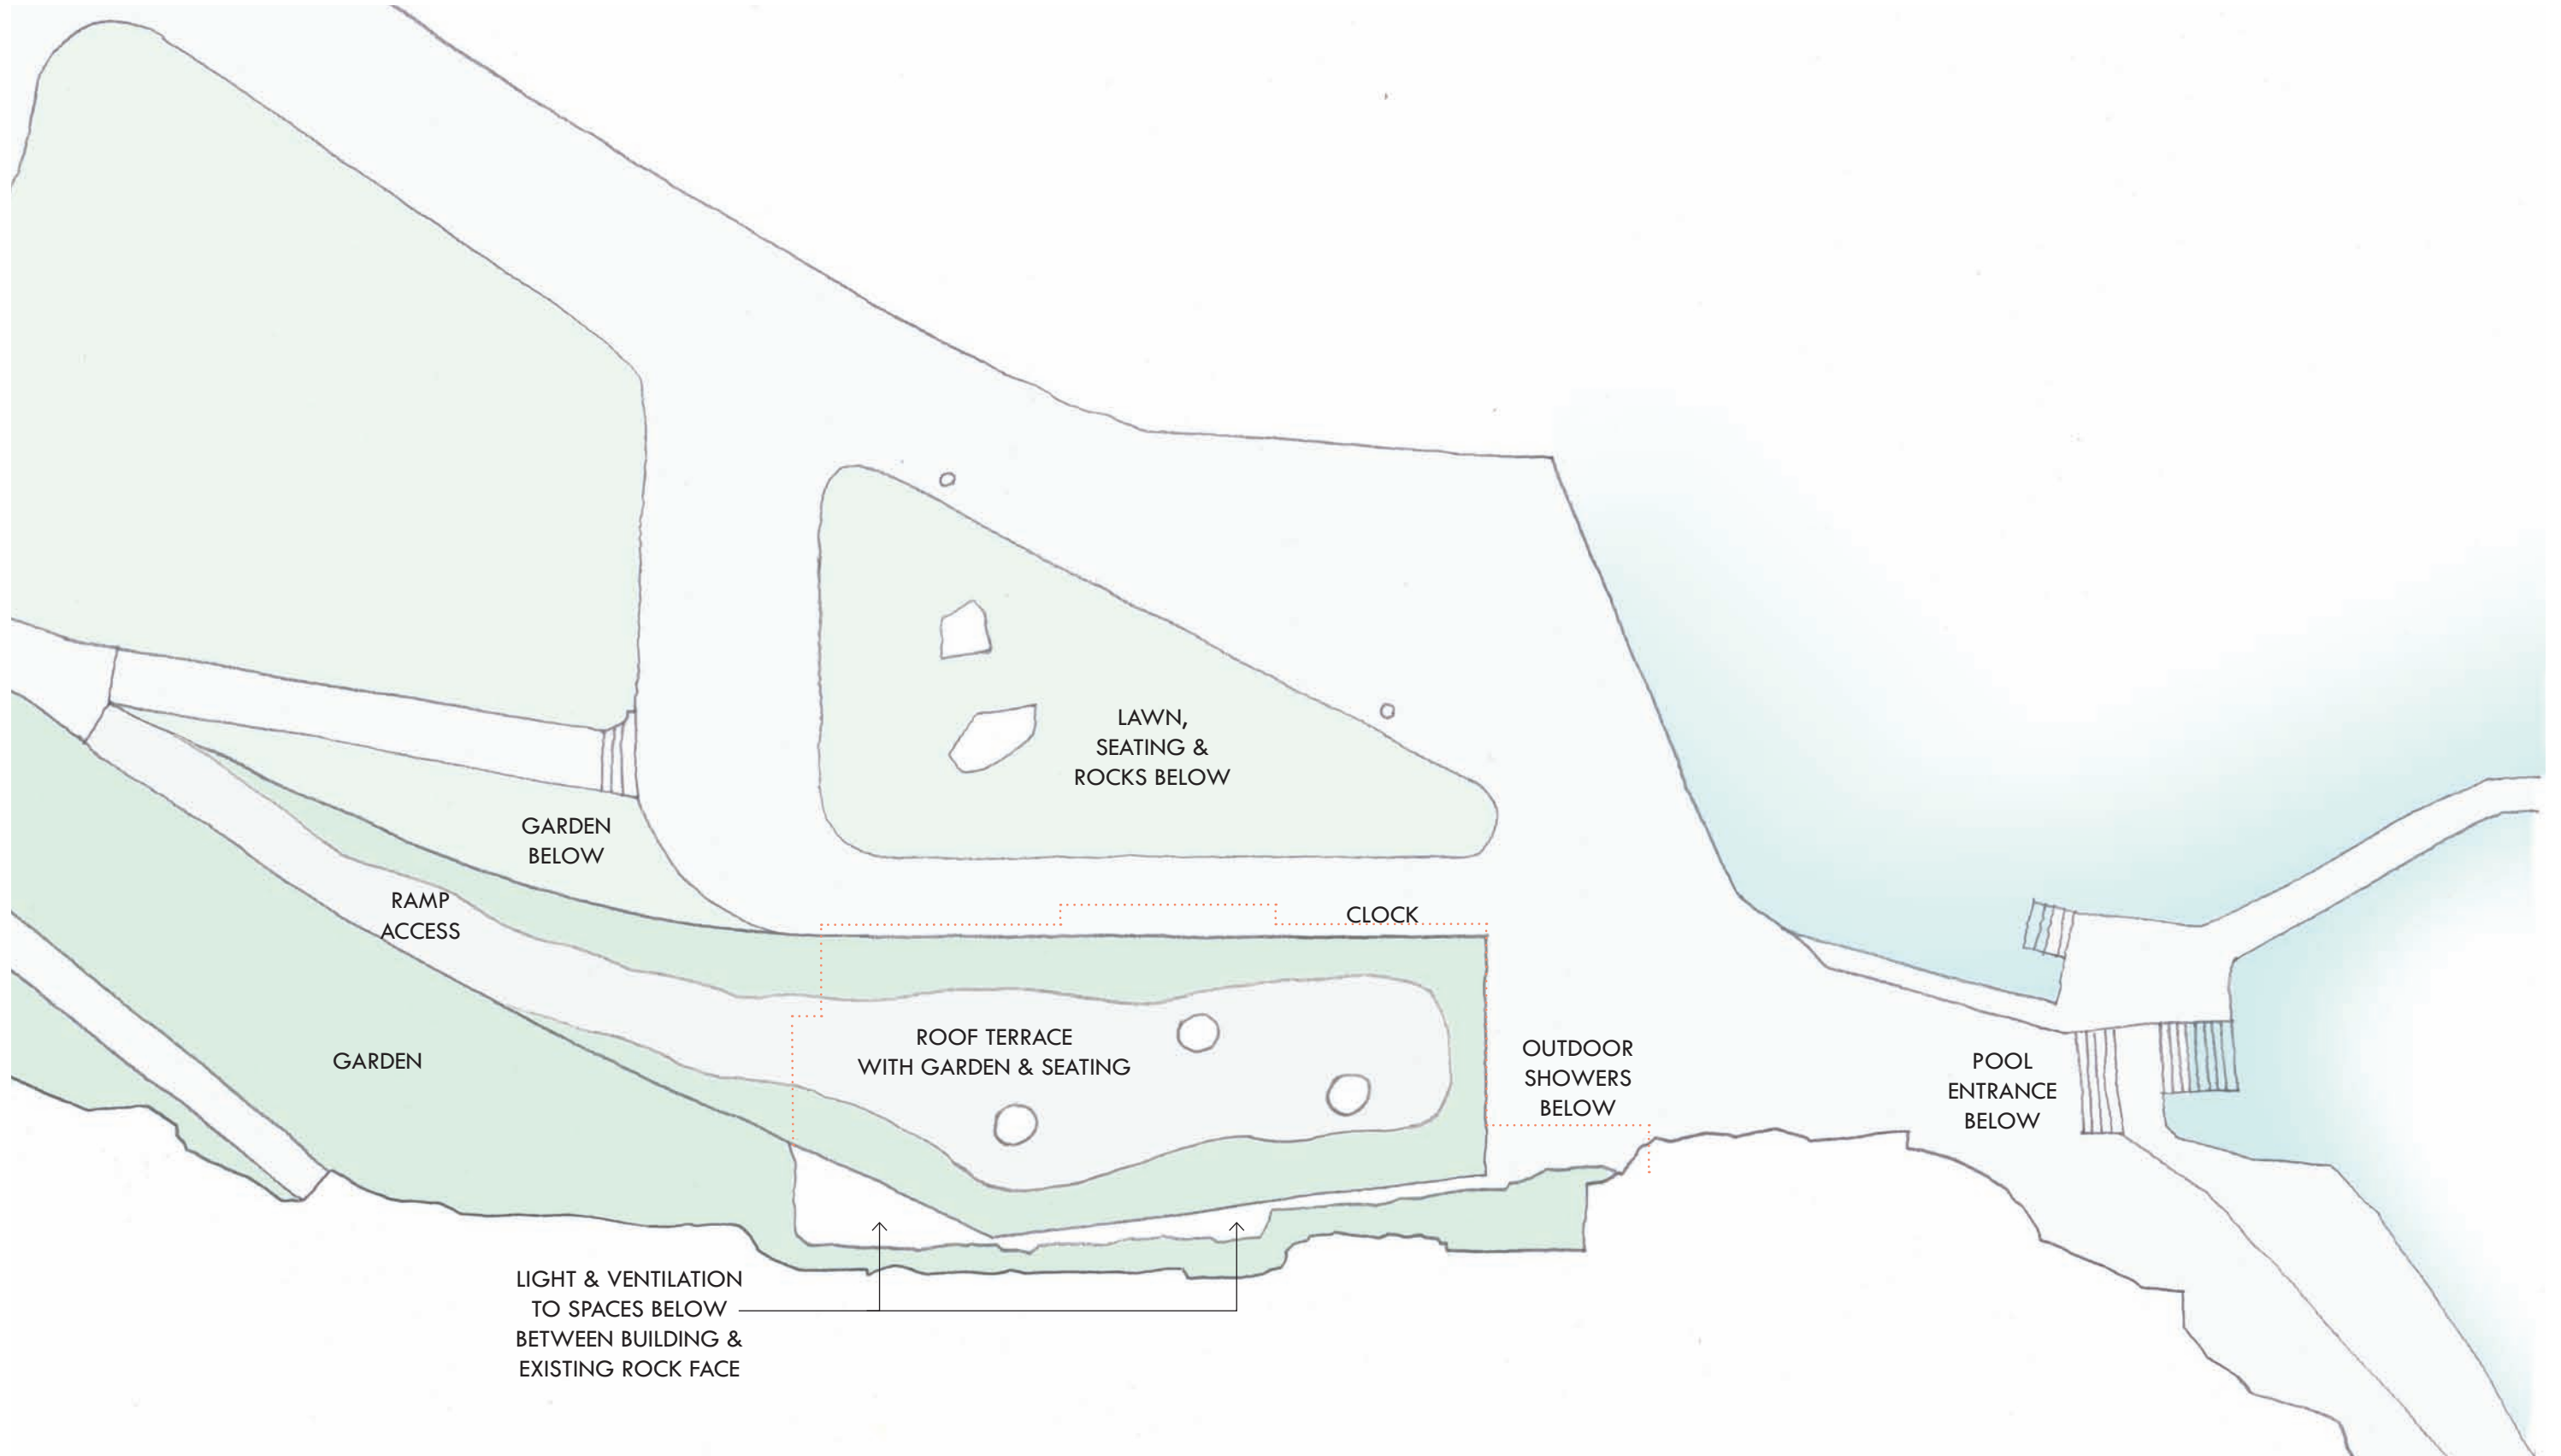 LAWN,
SEATING &
ROCKS BELOW
GARDEN
BELOW
RAMP
ACCESS
CLOCK
ROOF TERRACE
WITH GARDEN & SEATING
GARDEN
OUTDOOR
SHOWERS
BELOW
POOL
ENTRANCE
BELOW
LIGHT & VENTILATION
TO SPACES BELOW
BETWEEN BUILDING &
EXISTING ROCK FACE